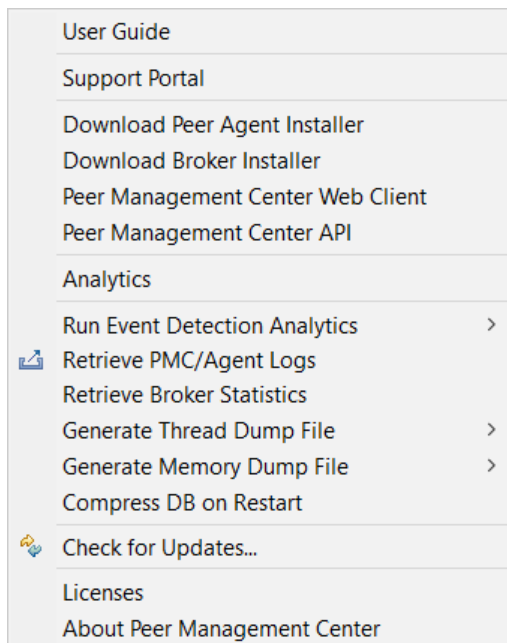 User Guide
Support Portal
Download Peer Agent Installer
Download Broker Installer
Peer Management Center Web Client
Peer Management Center API
Analytics
Run Event Detection Analytics
Retrieve PMC/Agent Logs
Retrieve Broker Statistics
Generate Thread Dump File
Generate Memory Dump File
Compress DB on Restart
Check for Updates...
Licenses
About Peer Management Center